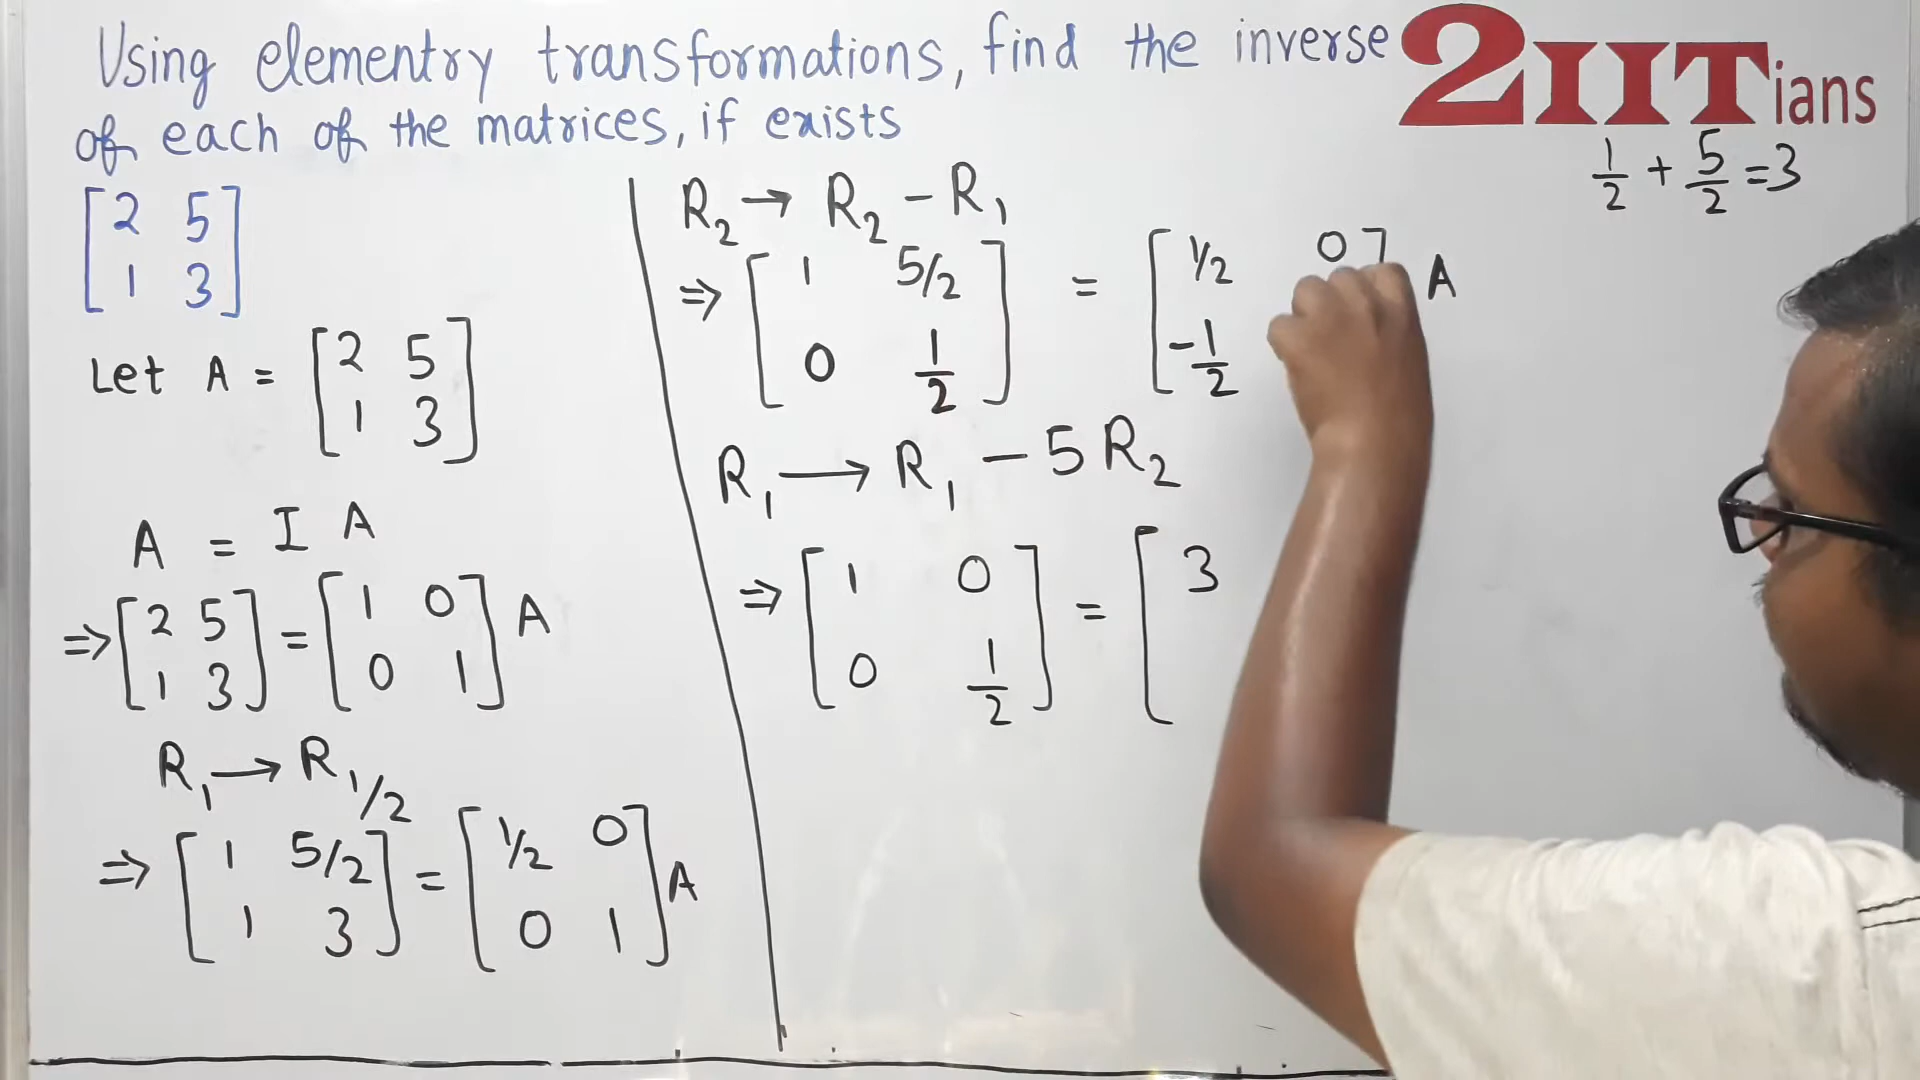 Using elementry transformations, find the inverse
of each of the matrices, if exists
2IITians
[2 5]
[1 3]
Let A = [2 5]
[1 3]
A = I A
⇒ [2 5] = [1 0] A
[1 3] [0 1]
R₁ → R₁/2
⇒ [1 5/2] = [1/2 0] A
[1 3] [0 1]
R₂ → R₂ - R₁
⇒ [1 5/2] = [1/2 0] A
[0 1/2] [-1/2
R₁ → R₁ - 5 R₂
⇒ [1 0] = [3
[0 1/2] [
1/2 + 5/2 = 3